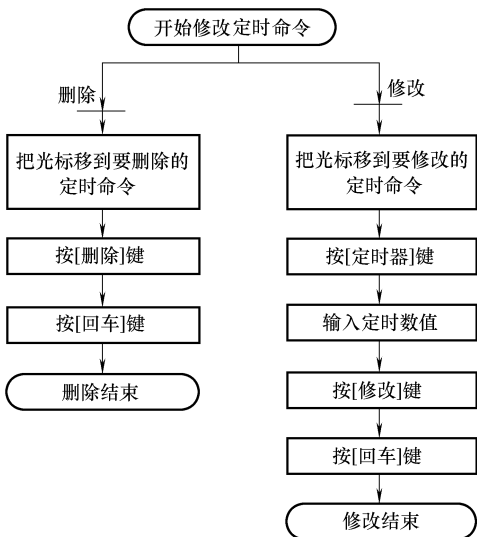 开始修改定时命令
删除
把光标移到要删除的
定时命令
按[删除]键
按[回车]键
删除结束
修改
把光标移到要修改的
定时命令
按[定时器]键
输入定时数值
按[修改]键
按[回车]键
修改结束